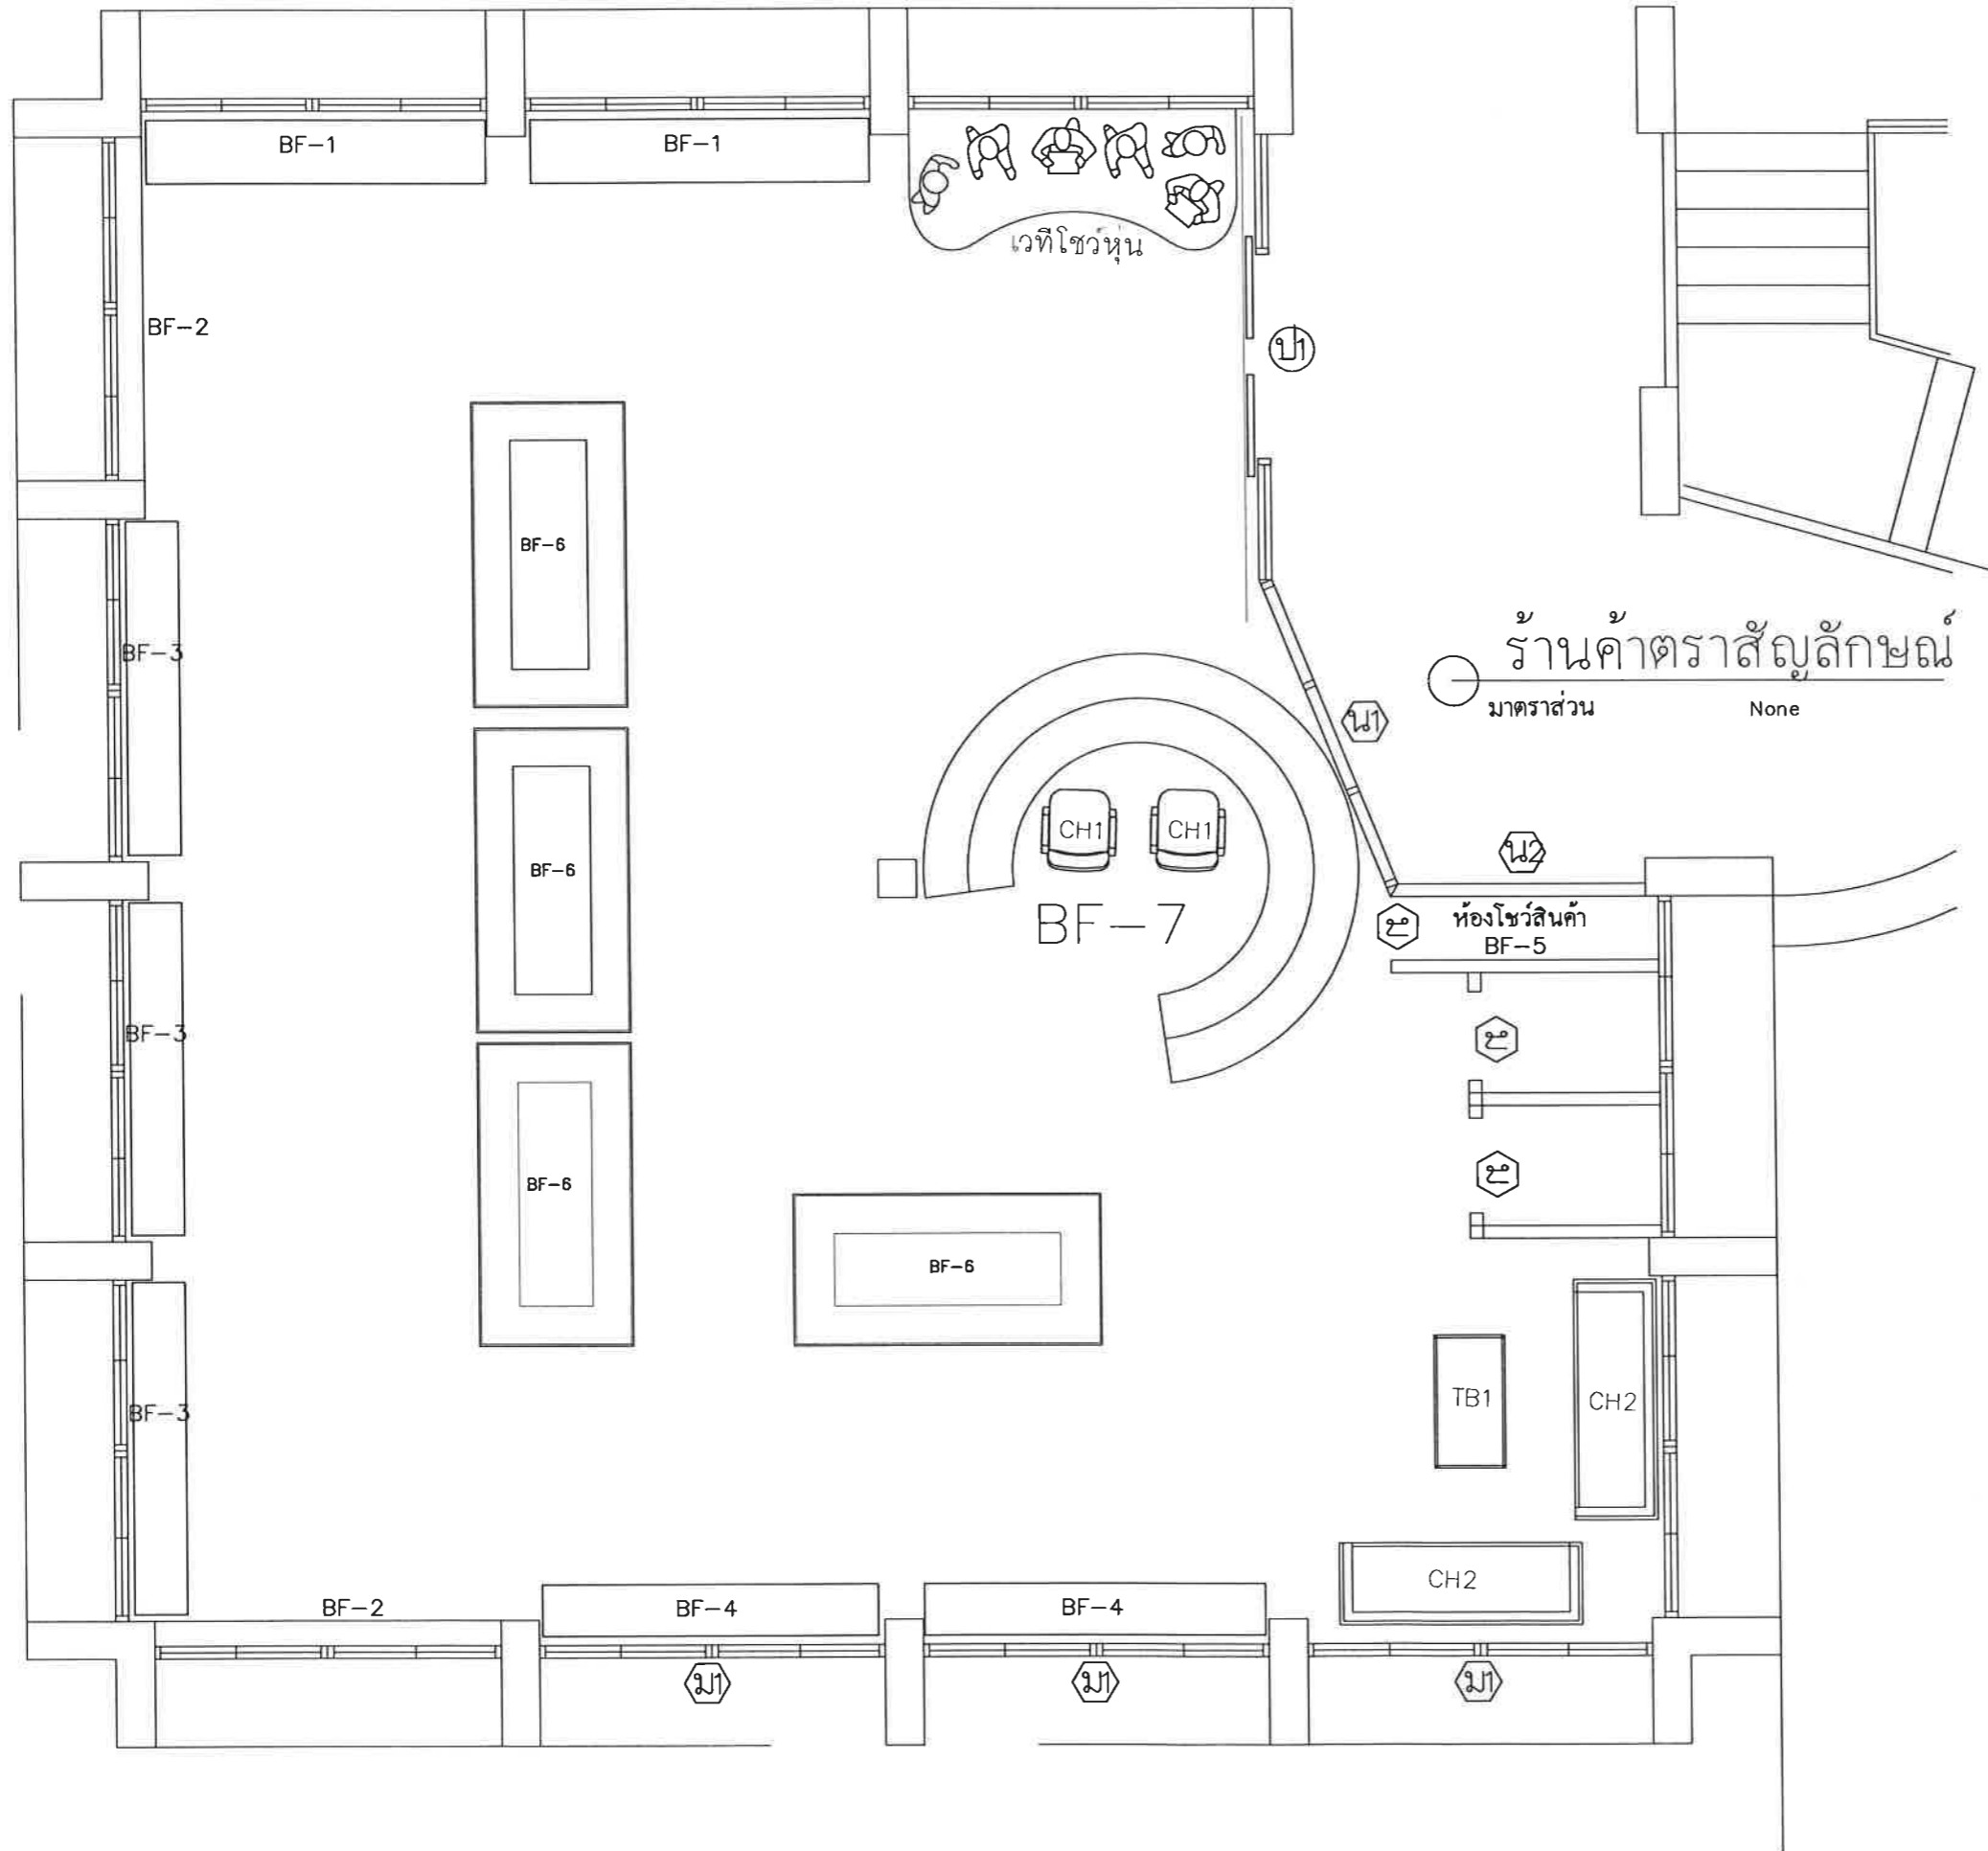 BF-1
BF-1
เวทีโชว์หุ่น
BF-2
ป1
BF-6
ร้านค้าตราสัญลักษณ์
มาตราส่วน None
BF-3
น1
CH1 CH1
น2
BF-6
BF-7
ห้องโชว์สินค้า
BF-5
BF-3
BF-6
BF-6
TB1
CH2
BF-3
CH2
BF-2
BF-4
BF-4
ม1
ม1
ม1